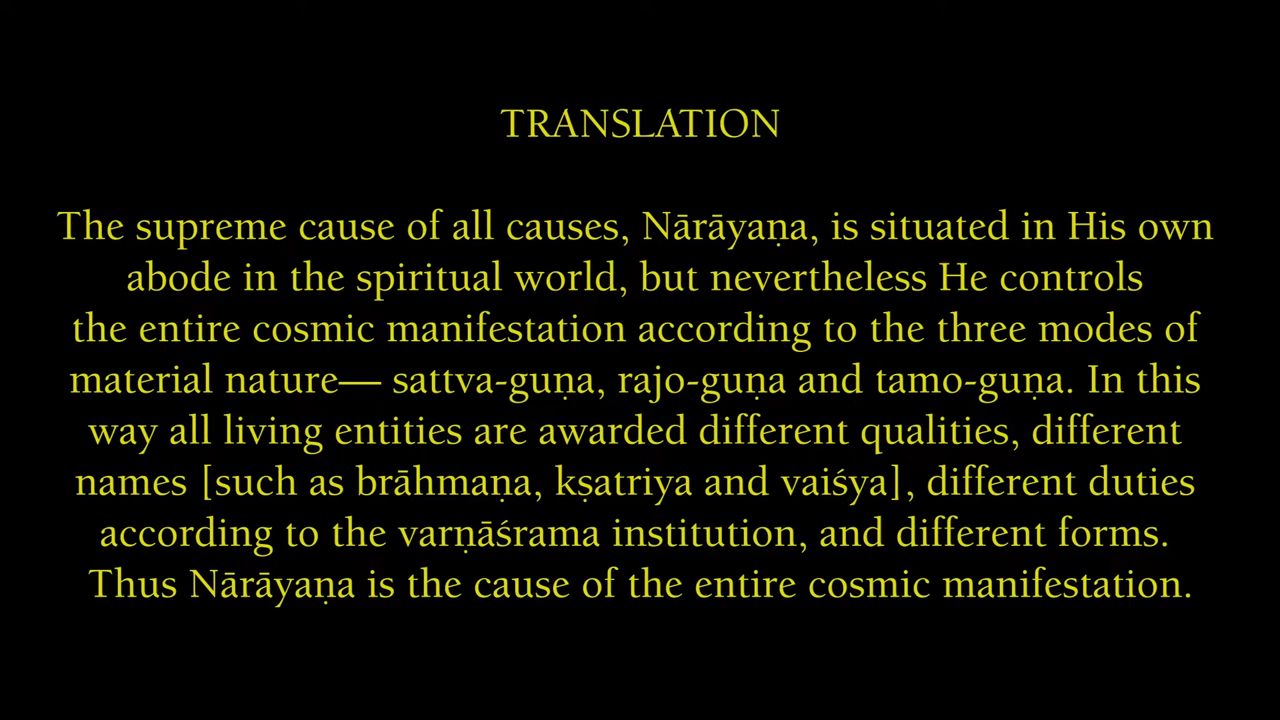 TRANSLATION
The supreme cause of all causes, Nārāyaṇa, is situated in His own
abode in the spiritual world, but nevertheless He controls
the entire cosmic manifestation according to the three modes of
material nature— sattva-guṇa, rajo-guṇa and tamo-guṇa. In this
way all living entities are awarded different qualities, different
names [such as brāhmaṇa, kṣatriya and vaiśya], different duties
according to the varṇāśrama institution, and different forms.
Thus Nārāyaṇa is the cause of the entire cosmic manifestation.